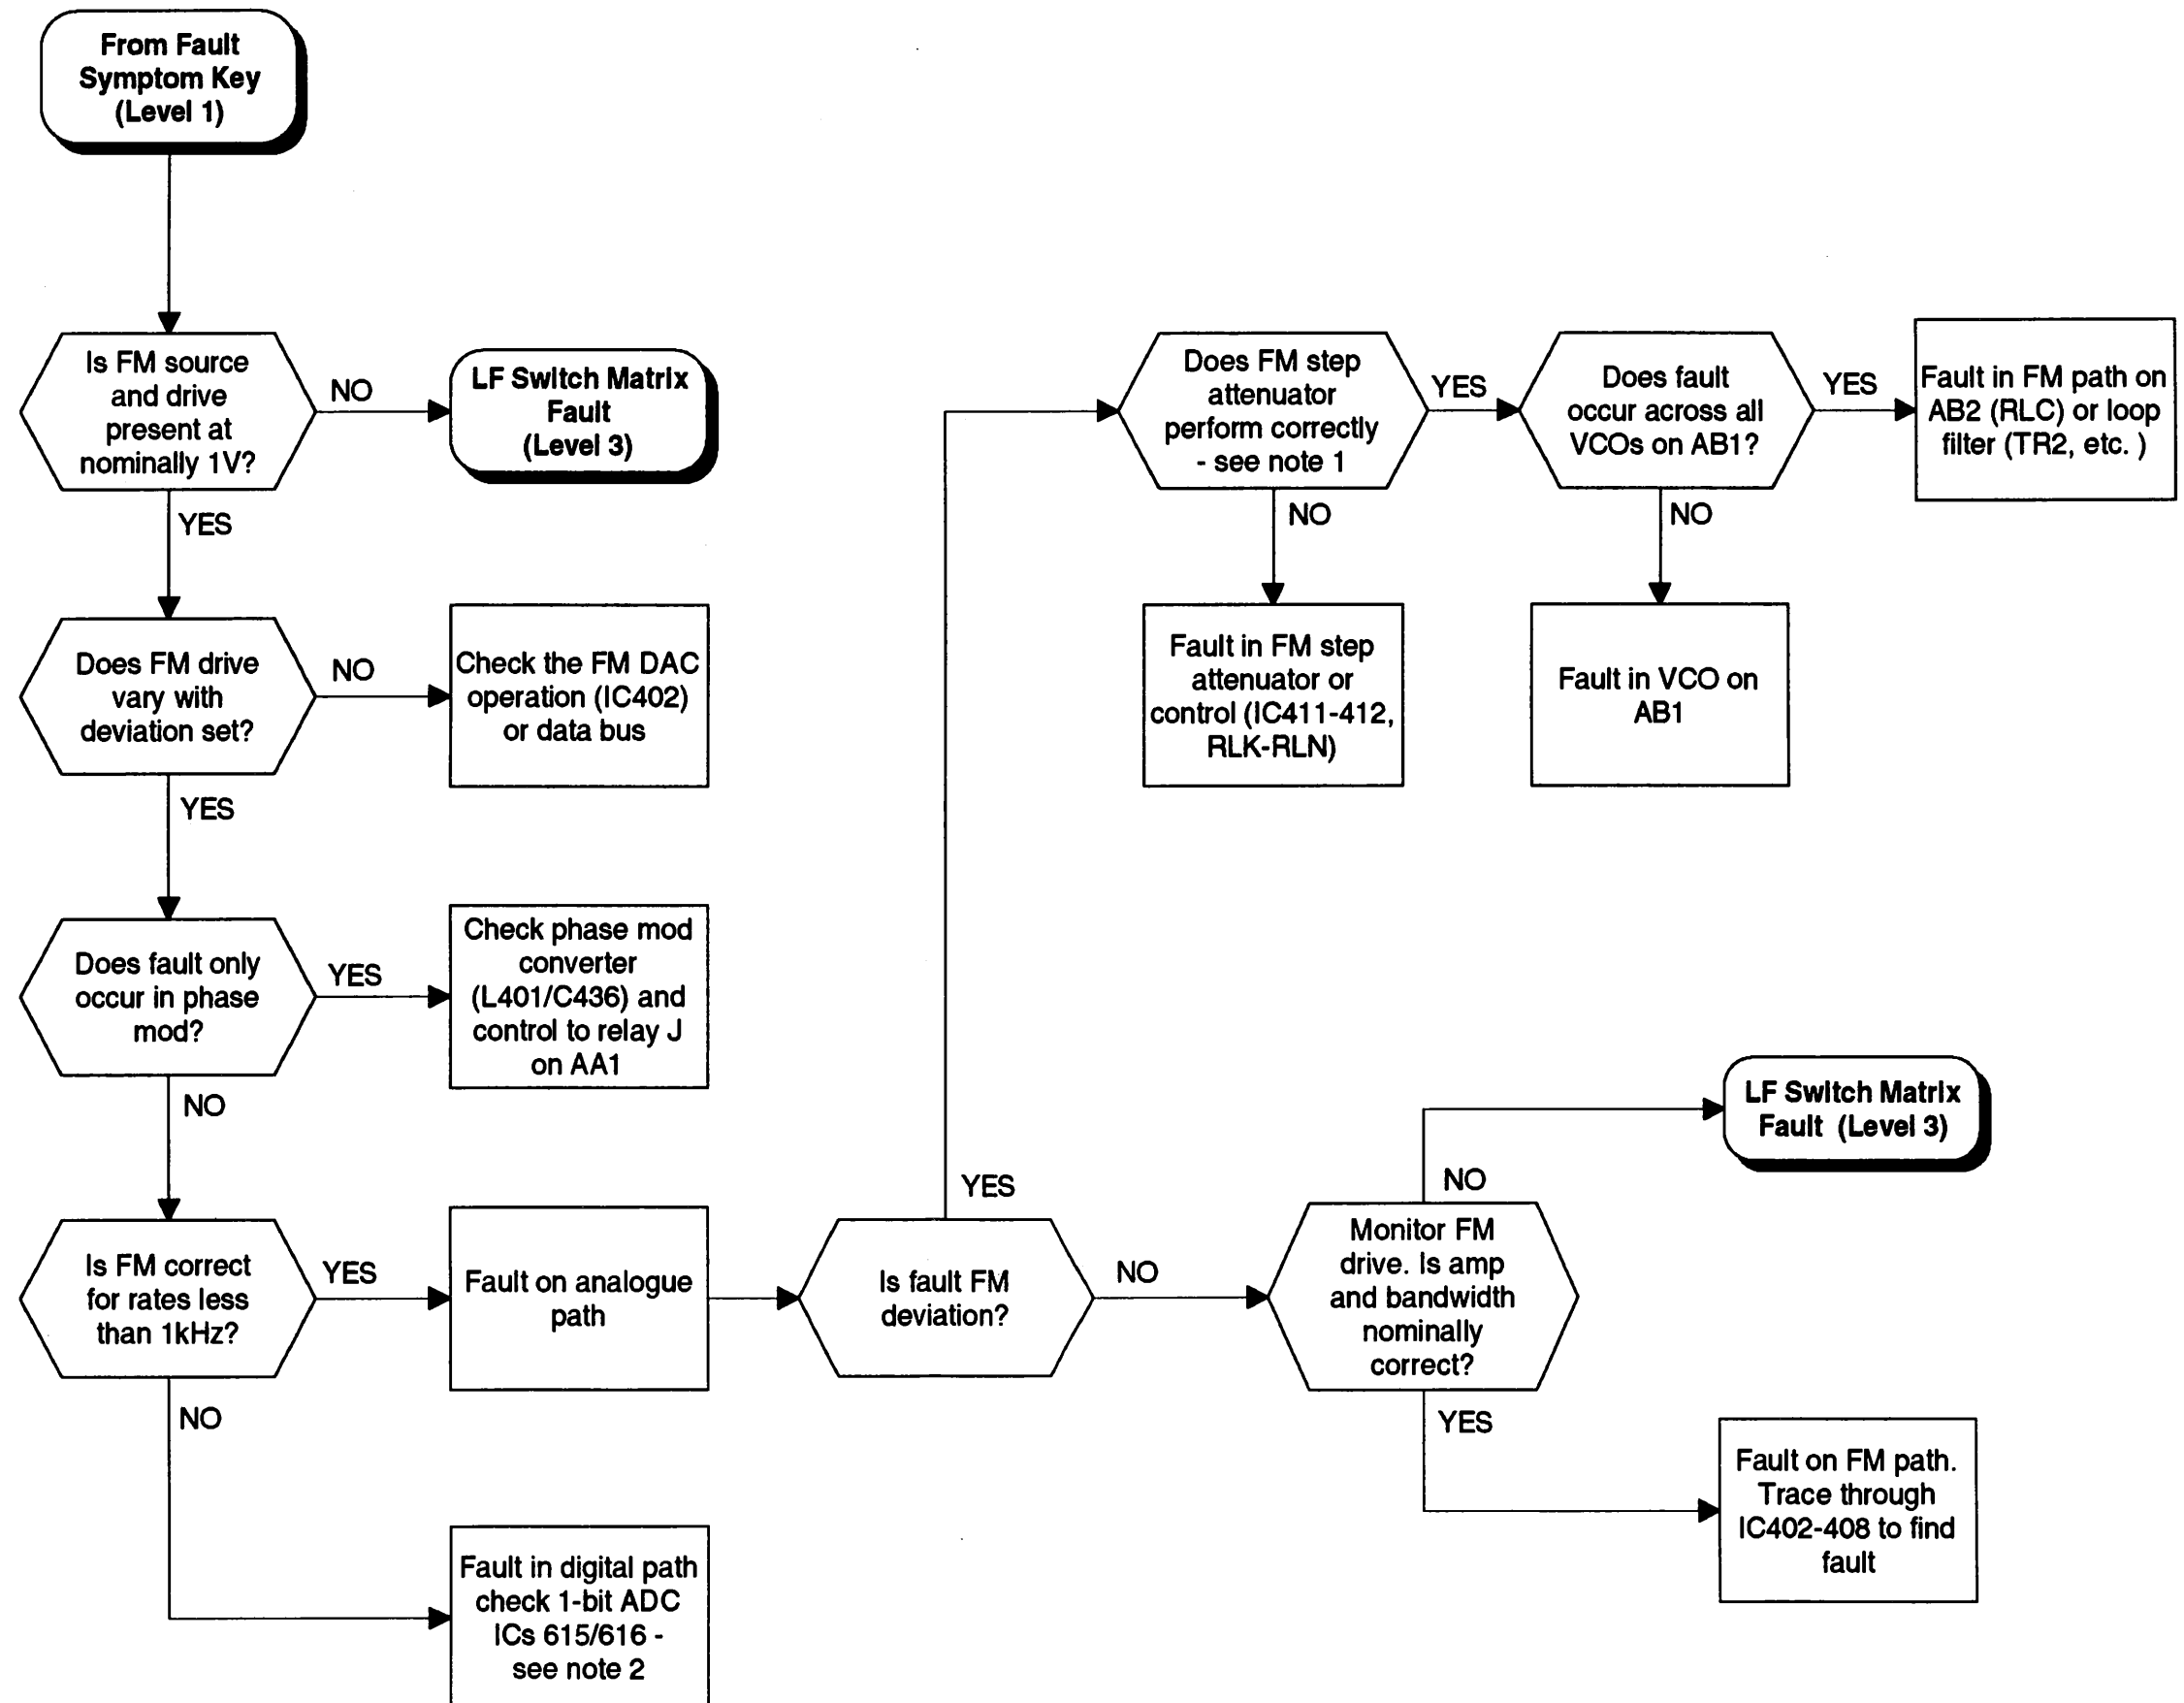 From Fault
Symptom Key
(Level 1)
Is FM source
and drive
present at
nominally 1V?
NO
LF Switch Matrix
Fault
(Level 3)
YES
Does FM drive
vary with
deviation set?
NO
Check the FM DAC
operation (IC402)
or data bus
YES
Does fault only
occur in phase
mod?
YES
Check phase mod
converter
(L401/C436) and
control to relay J
on AA1
NO
Is FM correct
for rates less
than 1kHz?
YES
Fault on analogue
path
NO
Fault in digital path
check 1-bit ADC
ICs 615/616 -
see note 2
Is fault FM
deviation?
YES
Does FM step
attenuator
perform correctly
- see note 1
YES
Does fault
occur across all
VCOs on AB1?
YES
Fault in FM path on
AB2 (RLC) or loop
filter (TR2, etc. )
NO
Fault in FM step
attenuator or
control (IC411-412,
RLK-RLN)
NO
Fault in VCO on
AB1
NO
Monitor FM
drive. Is amp
and bandwidth
nominally
correct?
NO
LF Switch Matrix
Fault (Level 3)
YES
Fault on FM path.
Trace through
IC402-408 to find
fault